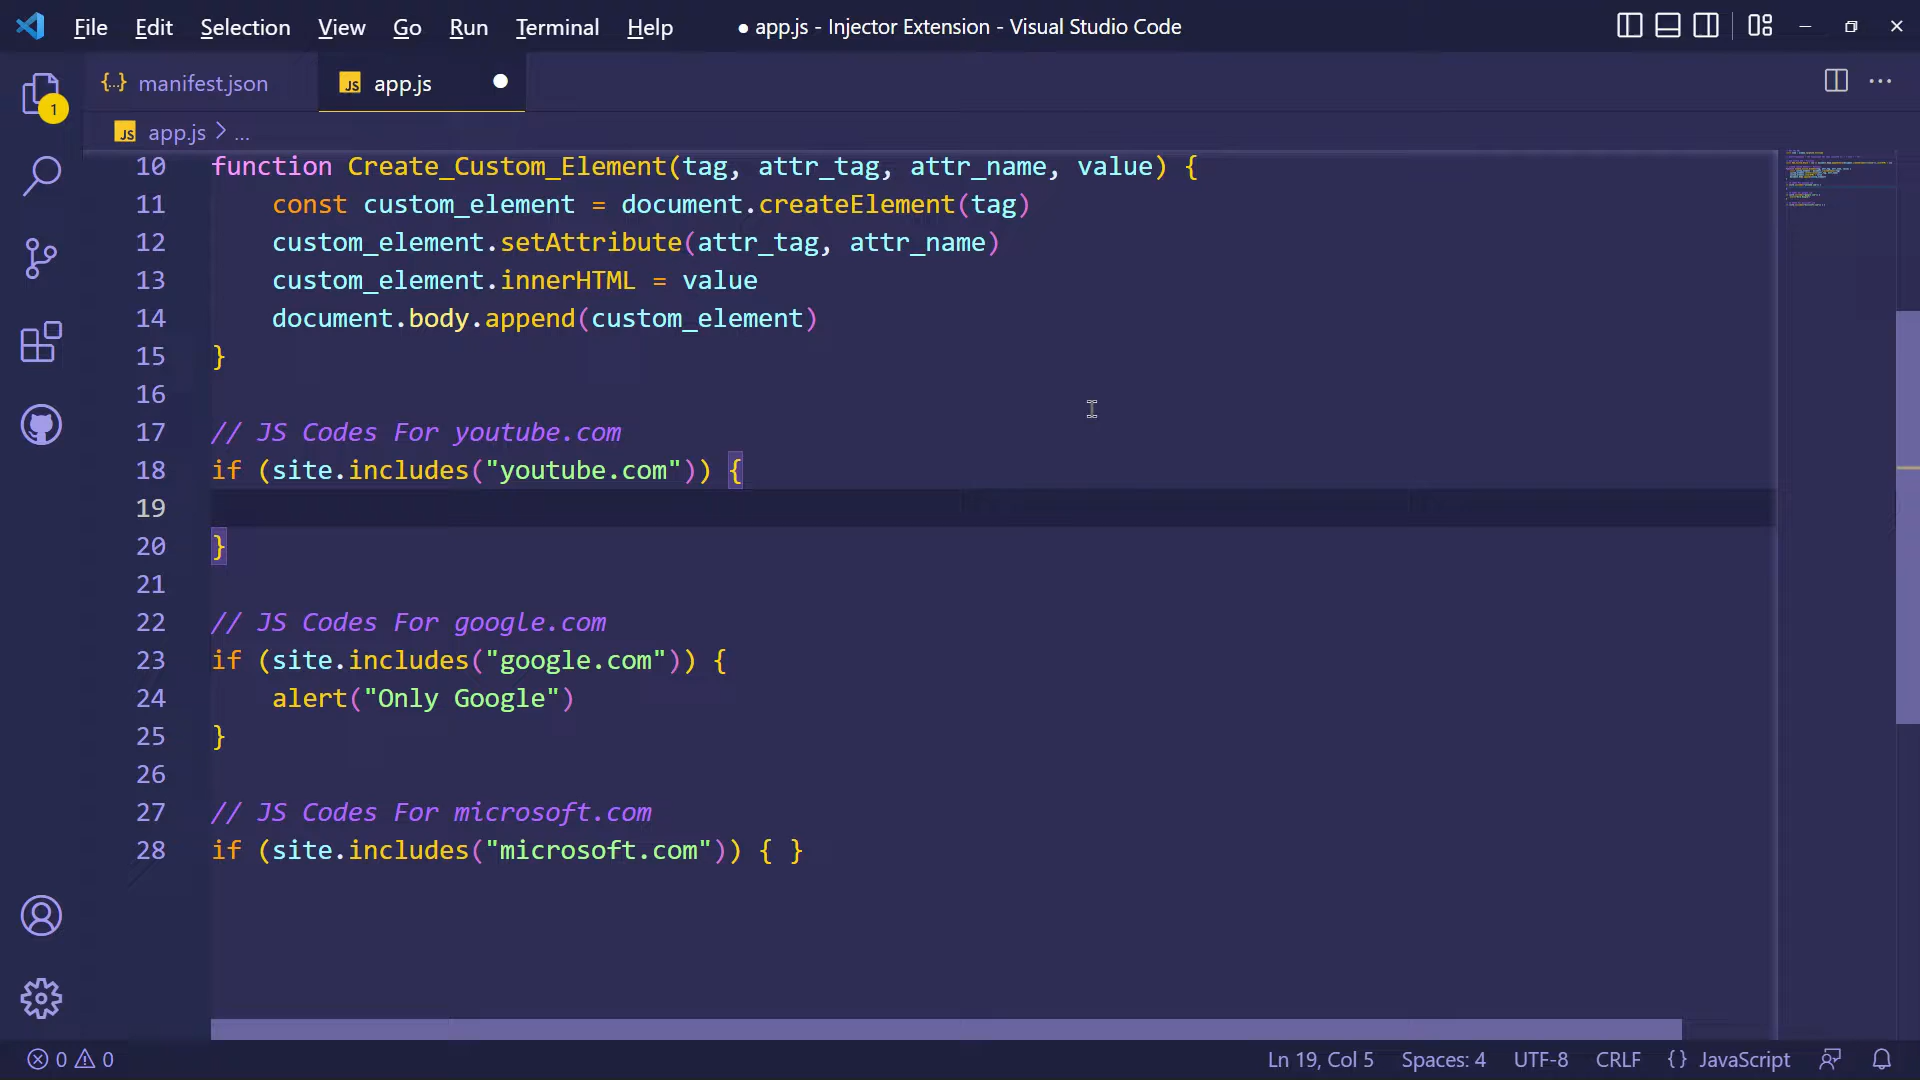 File Edit Selection View Go Run Terminal Help ● app.js - Injector Extension - Visual Studio Code
{..} manifest.json JS app.js
1
JS app.js > ...
10 function Create_Custom_Element(tag, attr_tag, attr_name, value) {
11 const custom_element = document.createElement(tag)
12 custom_element.setAttribute(attr_tag, attr_name)
13 custom_element.innerHTML = value
14 document.body.append(custom_element)
15 }
16
17 // JS Codes For youtube.com
18 if (site.includes("youtube.com")) {
19
20 }
21
22 // JS Codes For google.com
23 if (site.includes("google.com")) {
24 alert("Only Google")
25 }
26
27 // JS Codes For microsoft.com
28 if (site.includes("microsoft.com")) { }
0 0 Ln 19, Col 5 Spaces: 4 UTF-8 CRLF {} JavaScript